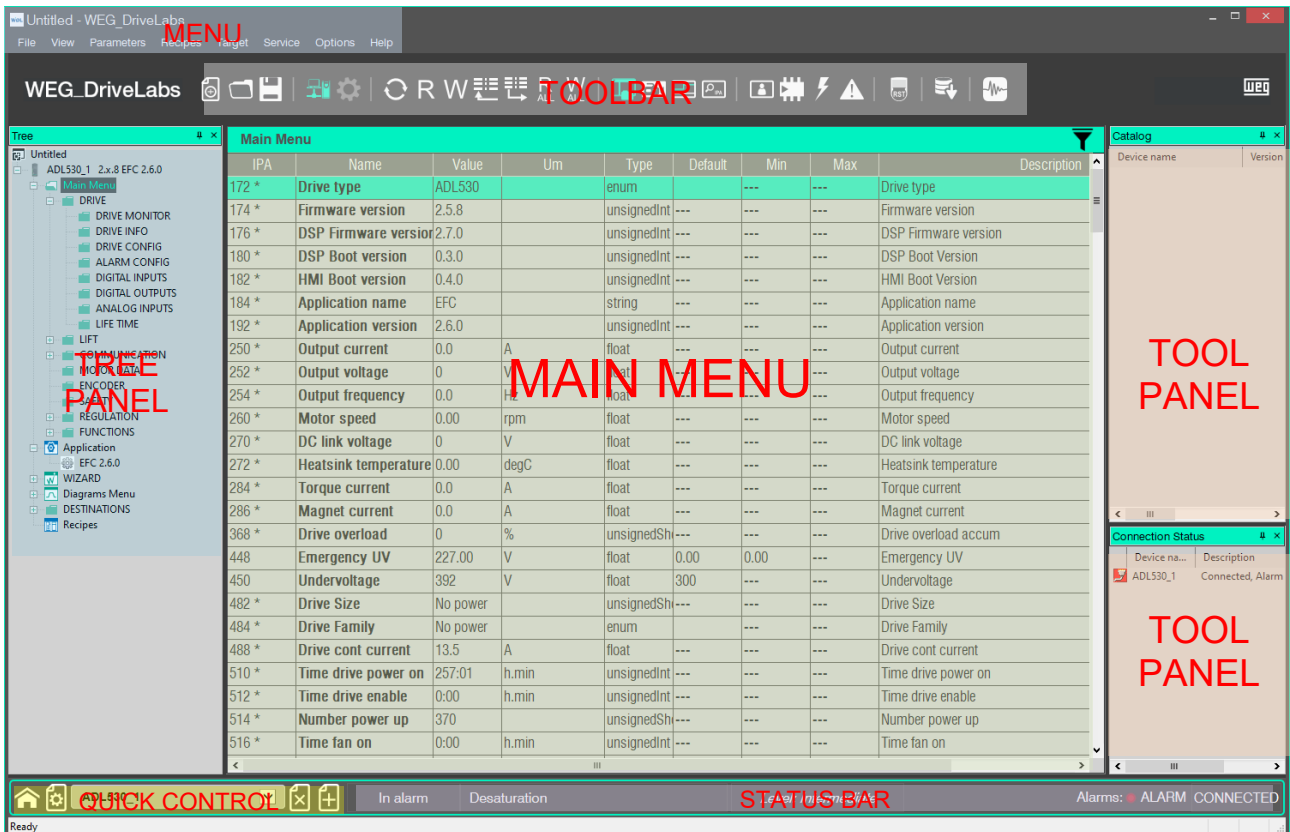 Untitled - WEG_DriveLabs
MENU
File View Parameters Recipes Target Service Options Help
WEG_DriveLabs
R W R ALL W ALL
TOOLBAR
RST
weg
Tree
Untitled
ADL530_1 2.x.8 EFC 2.6.0
Main Menu
DRIVE
DRIVE MONITOR
DRIVE INFO
DRIVE CONFIG
ALARM CONFIG
DIGITAL INPUTS
DIGITAL OUTPUTS
ANALOG INPUTS
LIFE TIME
LIFT
COMMUNICATION
MOTOR DATA
ENCODER
SAFETY
REGULATION
FUNCTIONS
Application
EFC 2.6.0
WIZARD
Diagrams Menu
DESTINATIONS
Recipes
TREE
PANEL
Main Menu
IPA Name Value Um Type Default Min Max Description
172 * Drive type ADL530 enum --- --- Drive type
174 * Firmware version 2.5.8 unsignedInt --- --- --- Firmware version
176 * DSP Firmware version 2.7.0 unsignedInt --- --- --- DSP Firmware version
180 * DSP Boot version 0.3.0 unsignedInt --- --- --- DSP Boot Version
182 * HMI Boot version 0.4.0 unsignedInt --- --- --- HMI Boot Version
184 * Application name EFC string --- --- --- Application name
192 * Application version 2.6.0 unsignedInt --- --- --- Application version
250 * Output current 0.0 A float --- --- --- Output current
252 * Output voltage 0 V float --- --- --- Output voltage
254 * Output frequency 0.0 Hz float --- --- --- Output frequency
260 * Motor speed 0.00 rpm float --- --- --- Motor speed
270 * DC link voltage 0 V float --- --- --- DC link voltage
272 * Heatsink temperature 0.00 degC float --- --- --- Heatsink temperature
284 * Torque current 0.0 A float --- --- --- Torque current
286 * Magnet current 0.0 A float --- --- --- Magnet current
368 * Drive overload 0 % unsignedSh --- --- --- Drive overload accum
448 Emergency UV 227.00 V float 0.00 0.00 --- Emergency UV
450 Undervoltage 392 V float 300 --- --- Undervoltage
482 * Drive Size No power unsignedSh --- --- --- Drive Size
484 * Drive Family No power enum --- --- Drive Family
488 * Drive cont current 13.5 A float --- --- --- Drive cont current
510 * Time drive power on 257:01 h.min unsignedInt --- --- --- Time drive power on
512 * Time drive enable 0:00 h.min unsignedInt --- --- --- Time drive enable
514 * Number power up 370 unsignedSh --- --- --- Number power up
516 * Time fan on 0:00 h.min unsignedInt --- --- --- Time fan on
MAIN MENU
Catalog
Device name Version
TOOL
PANEL
Connection Status
Device na... Description
ADL530_1 Connected, Alarm
TOOL
PANEL
ADL530_1
QUICK CONTROL
In alarm Desaturation Level: Intermediate
STATUS BAR
Alarms: ALARM CONNECTED
Ready